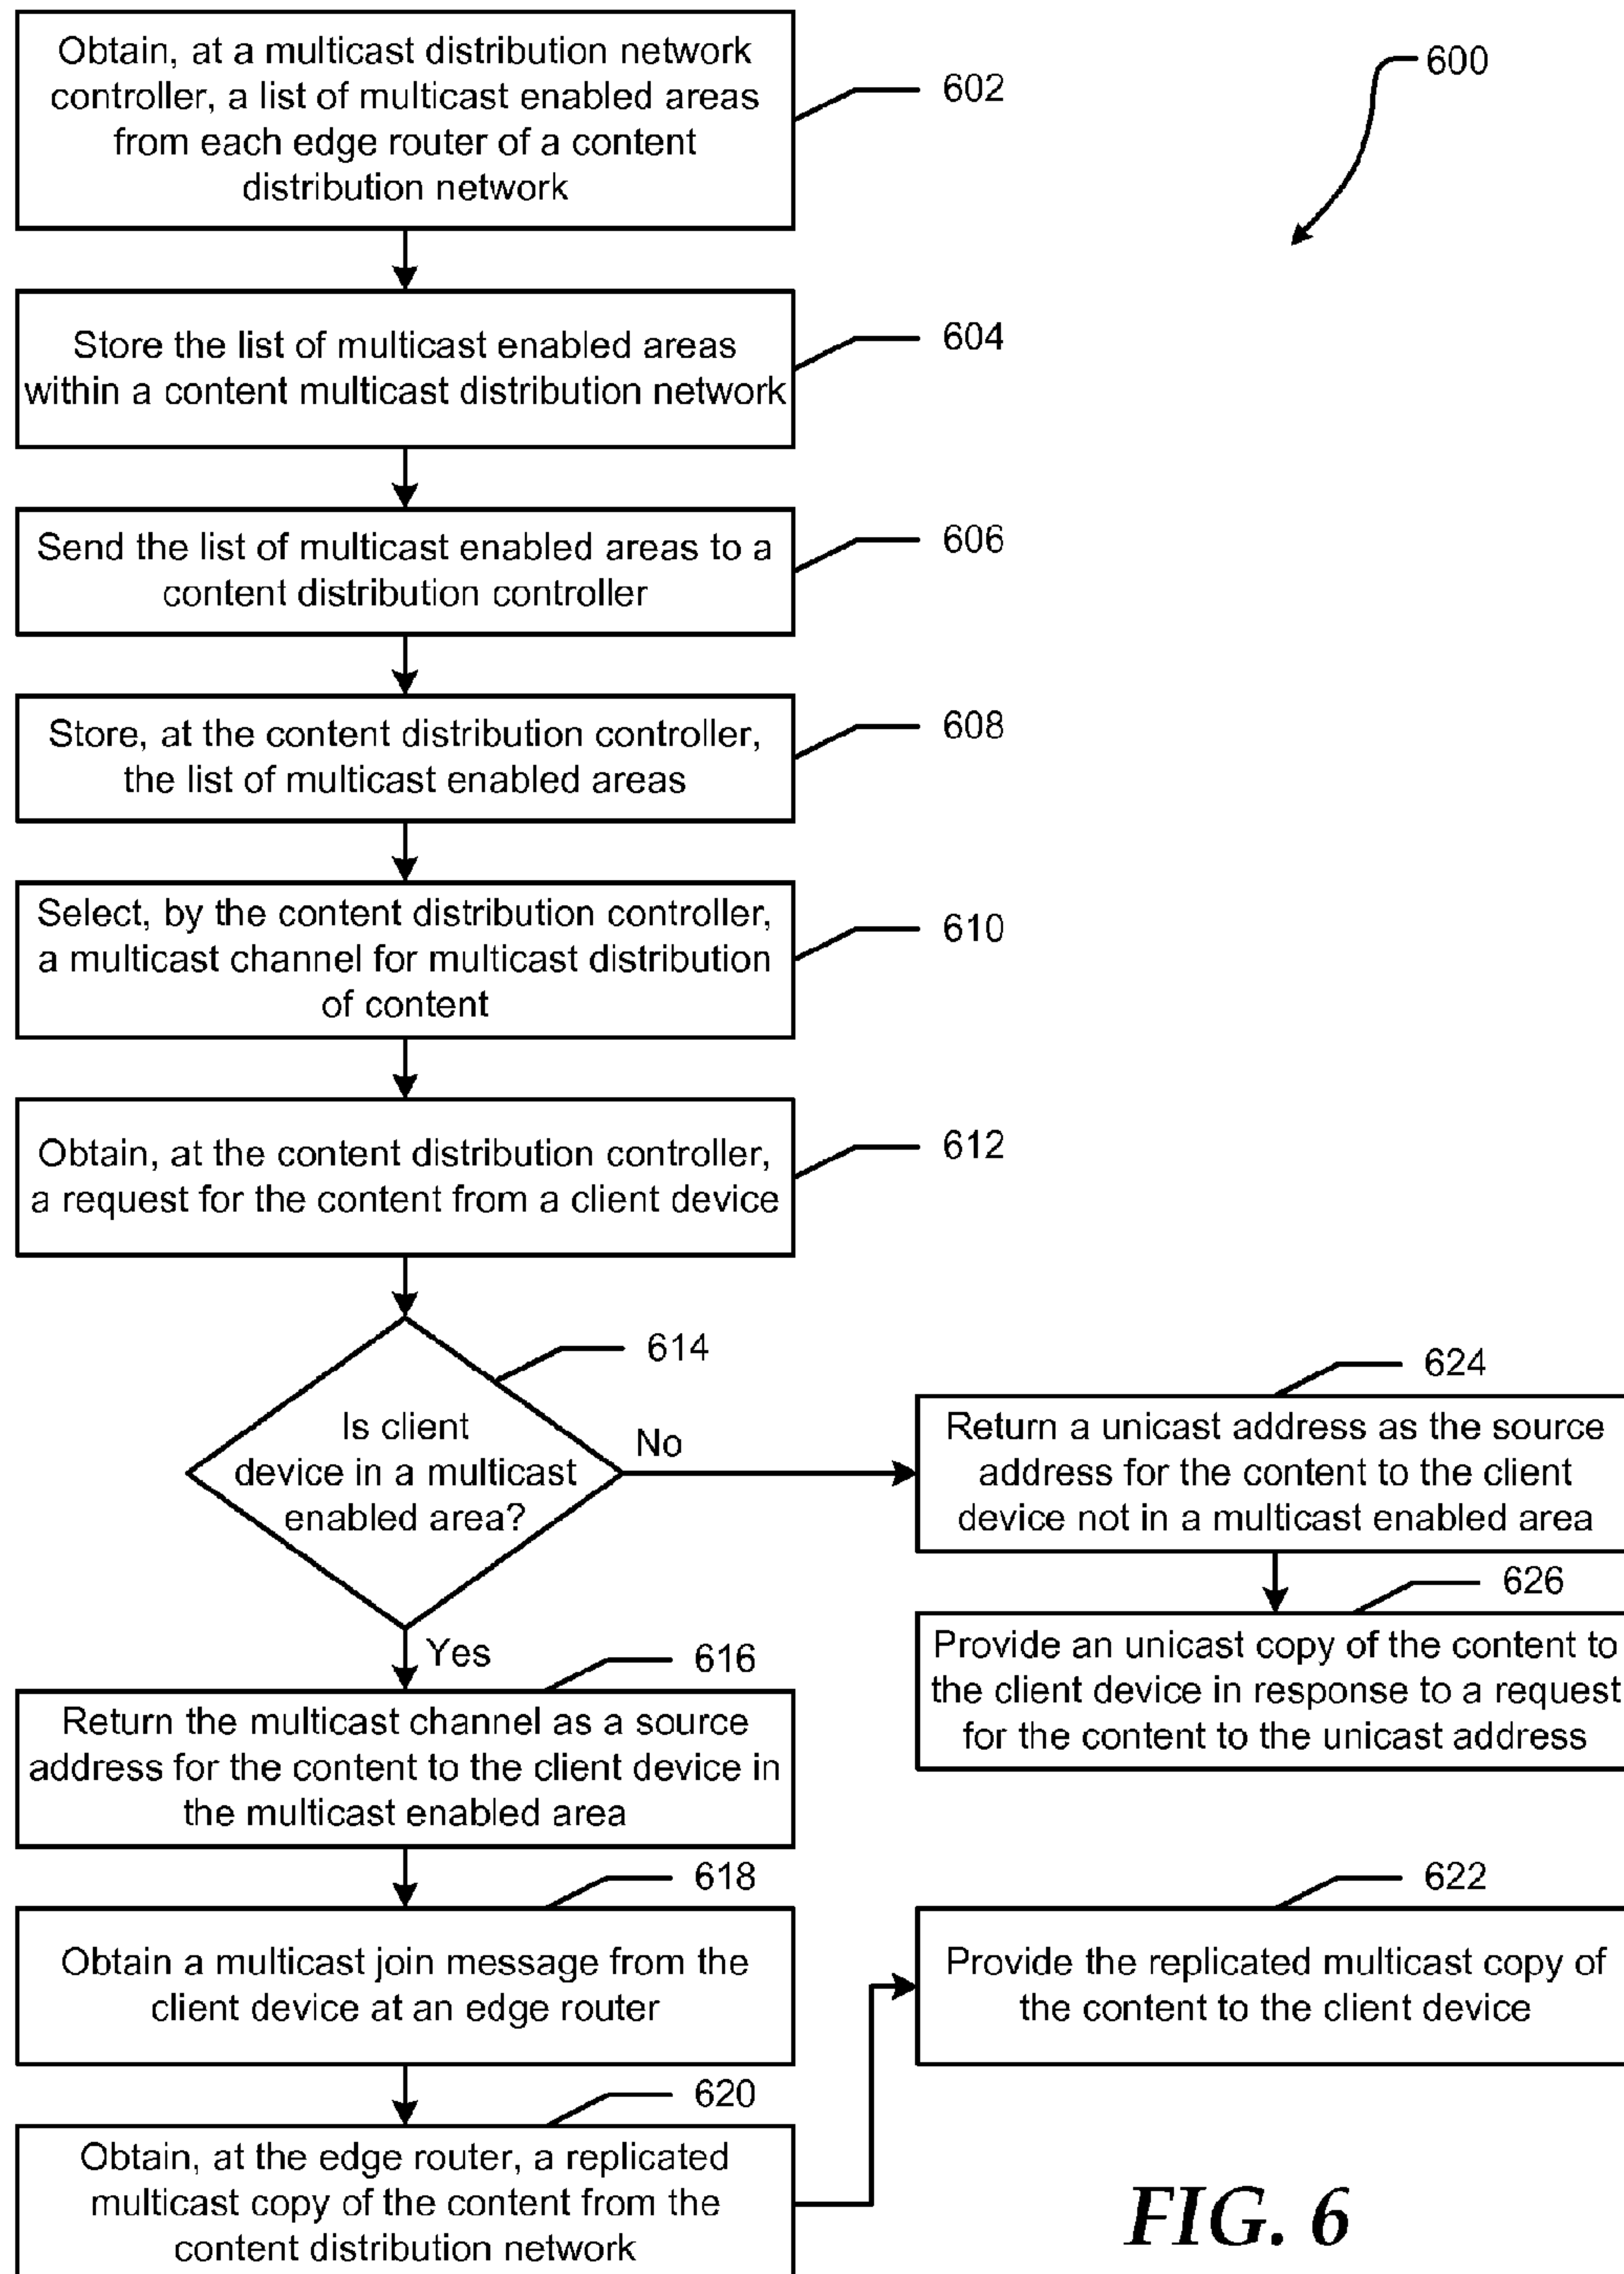 Obtain, at a multicast distribution network
controller, a list of multicast enabled areas
from each edge router of a content
distribution network
602
600
Store the list of multicast enabled areas
within a content multicast distribution network
604
Send the list of multicast enabled areas to a
content distribution controller
606
Store, at the content distribution controller,
the list of multicast enabled areas
608
Select, by the content distribution controller,
a multicast channel for multicast distribution
of content
610
Obtain, at the content distribution controller,
a request for the content from a client device
612
Is client
device in a multicast
enabled area?
614
No
Yes
624
Return a unicast address as the source
address for the content to the client
device not in a multicast enabled area
626
Provide an unicast copy of the content to
the client device in response to a request
for the content to the unicast address
616
Return the multicast channel as a source
address for the content to the client device in
the multicast enabled area
618
Obtain a multicast join message from the
client device at an edge router
620
Obtain, at the edge router, a replicated
multicast copy of the content from the
content distribution network
622
Provide the replicated multicast copy of
the content to the client device
FIG. 6